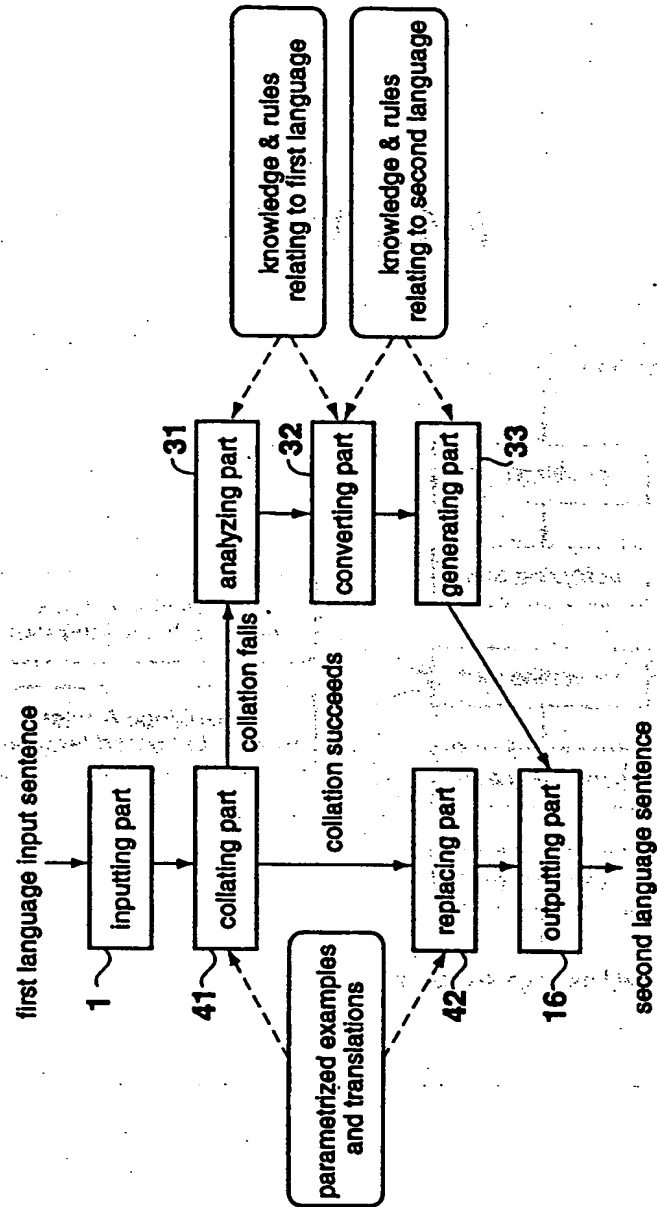 first language input sentence
1
inputting part
41
collating part
collation fails
31
analyzing part
knowledge & rules
relating to first language
32
converting part
parametrized examples
and translations
collation succeeds
knowledge & rules
relating to second language
42
replacing part
33
generating part
16
outputting part
second language sentence